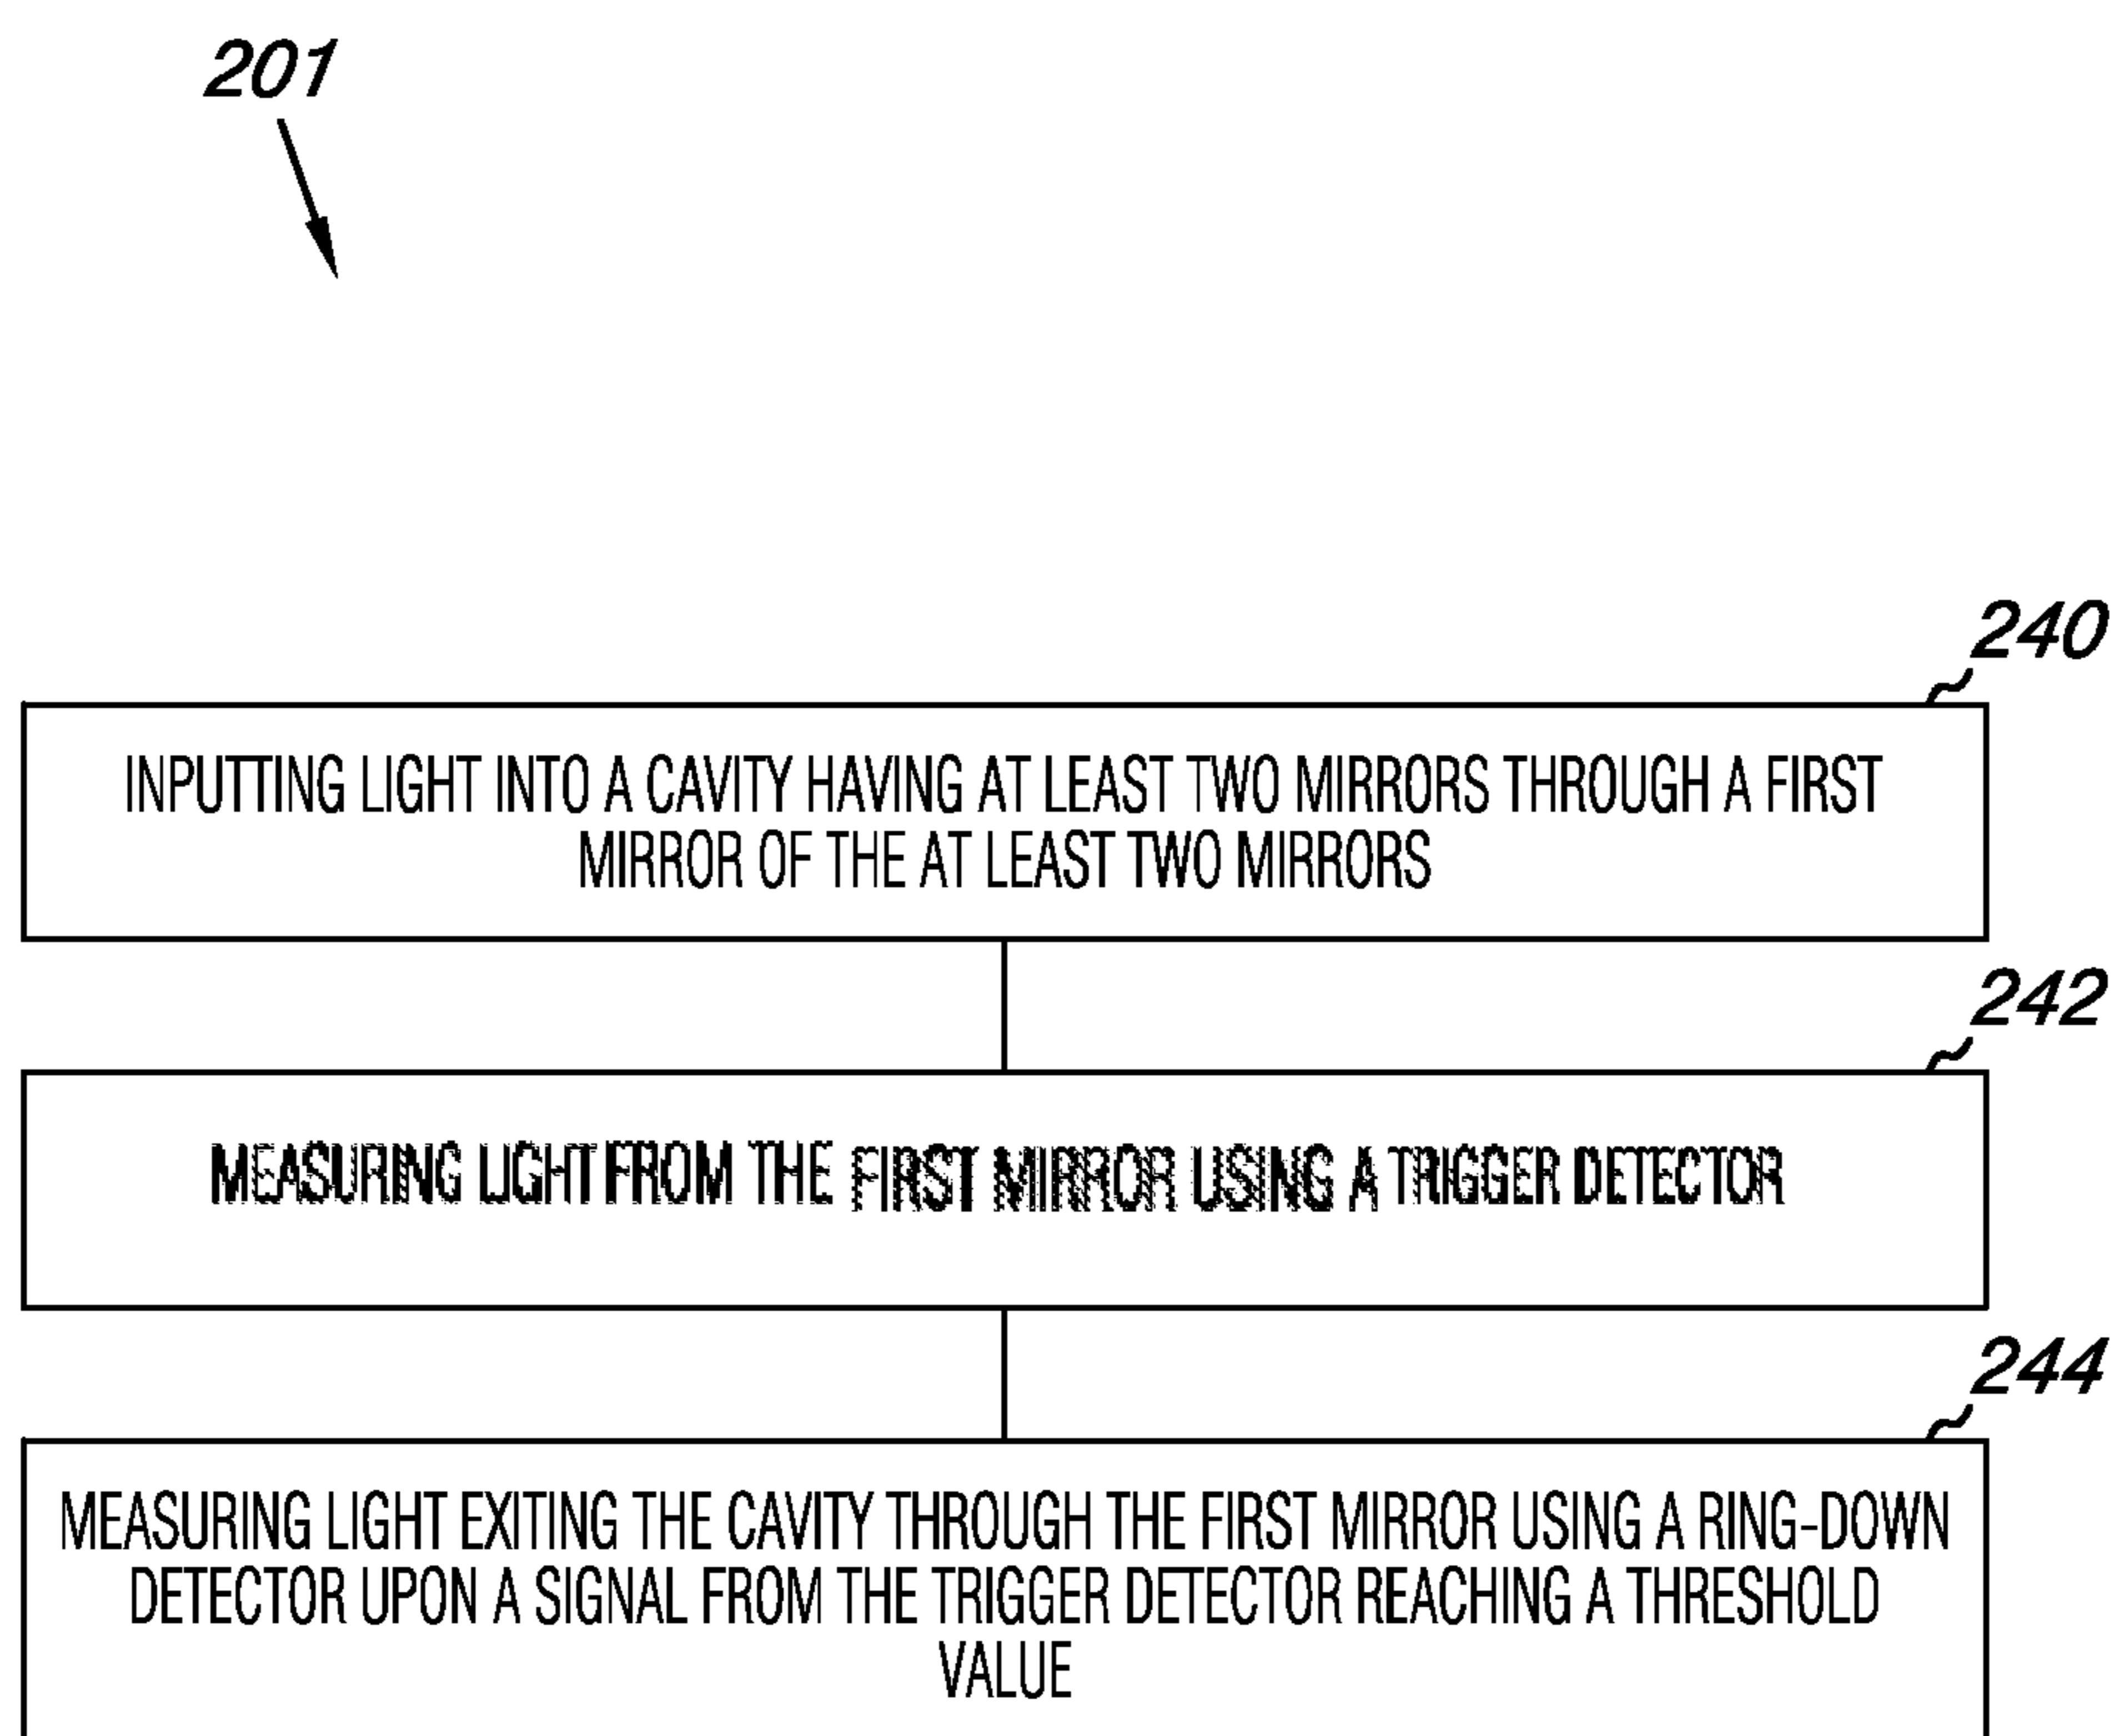 201
240
INPUTTING LIGHT INTO A CAVITY HAVING AT LEAST TWO MIRRORS THROUGH A FIRST
MIRROR OF THE AT LEAST TWO MIRRORS
242
MEASURING LIGHT FROM THE FIRST MIRROR USING A TRIGGER DETECTOR
244
MEASURING LIGHT EXITING THE CAVITY THROUGH THE FIRST MIRROR USING A RING-DOWN
DETECTOR UPON A SIGNAL FROM THE TRIGGER DETECTOR REACHING A THRESHOLD
VALUE